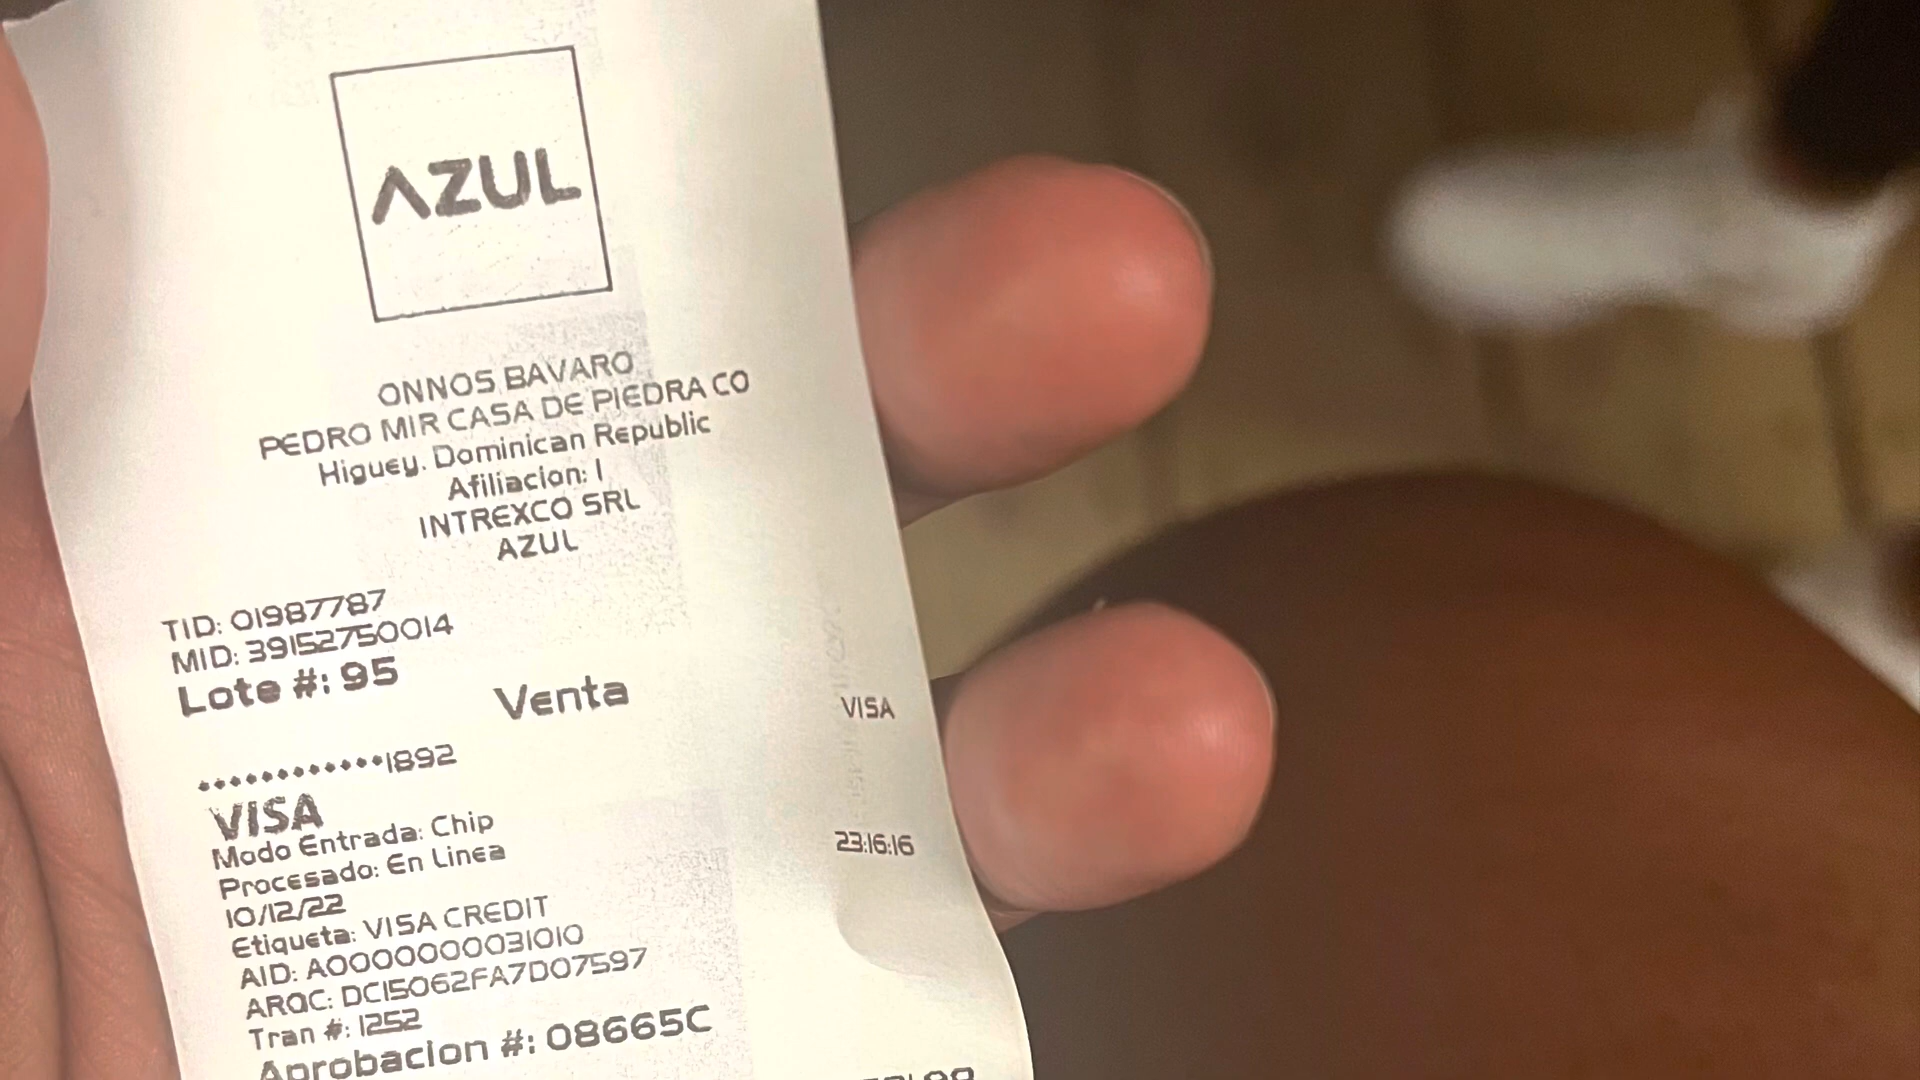 AZUL
ONNOS BAVARO
PEDRO MIR CASA DE PIEDRA CO
Higuey. Dominican Republic
Afiliacion: 1
INTREXCO SRL
AZUL
TID: 01987787
MID: 39152750014
Lote #: 95
Venta
VISA
••••••••••••1892
VISA
Modo Entrada: Chip
Procesado: En Linea
23:16:16
10/12/22
Etiqueta: VISA CREDIT
AID: A0000000031010
ARQC: DC15062FA7D07597
Tran #: 1252
Aprobacion #: 08665C